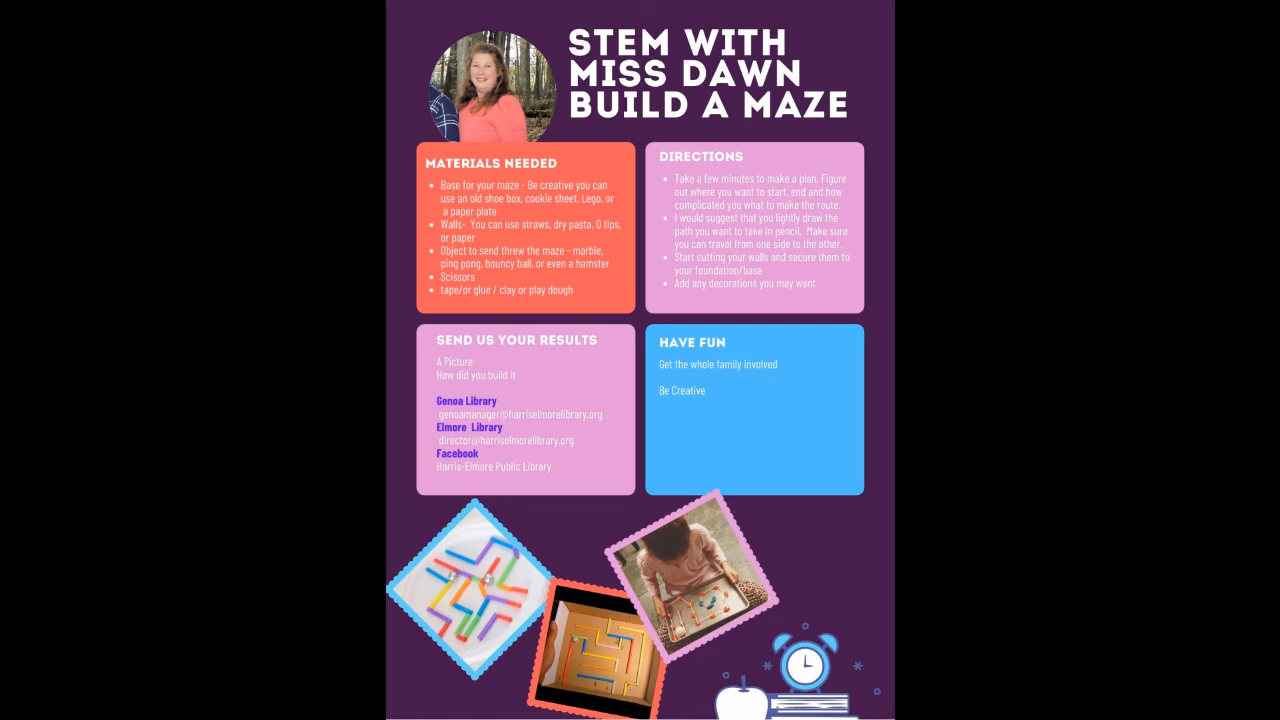 STEM WITH
MISS DAWN
BUILD A MAZE
MATERIALS NEEDED
Base for your maze - Be creative you can
use an old shoe box, cookie sheet, Lego, or
a paper plate
Walls- You can use straws, dry pasta, Q tips,
or paper
Object to send threw the maze - marble,
ping pong, bouncy ball, or even a hamster
Scissors
tape/or glue / clay or play dough
DIRECTIONS
Take a few minutes to make a plan. Figure
out where you want to start, end and how
complicated you what to make the route.
I would suggest that you lightly draw the
path you want to take in pencil. Make sure
you can travel from one side to the other.
Start cutting your walls and secure them to
your foundation/base
Add any decorations you may want
SEND US YOUR RESULTS
A Picture
How did you build it
Genoa Library
genoamanager@harriselmorelibrary.org
Elmore Library
director@harriselmorelibrary.org
Facebook
Harris-Elmore Public Library
HAVE FUN
Get the whole family involved
Be Creative